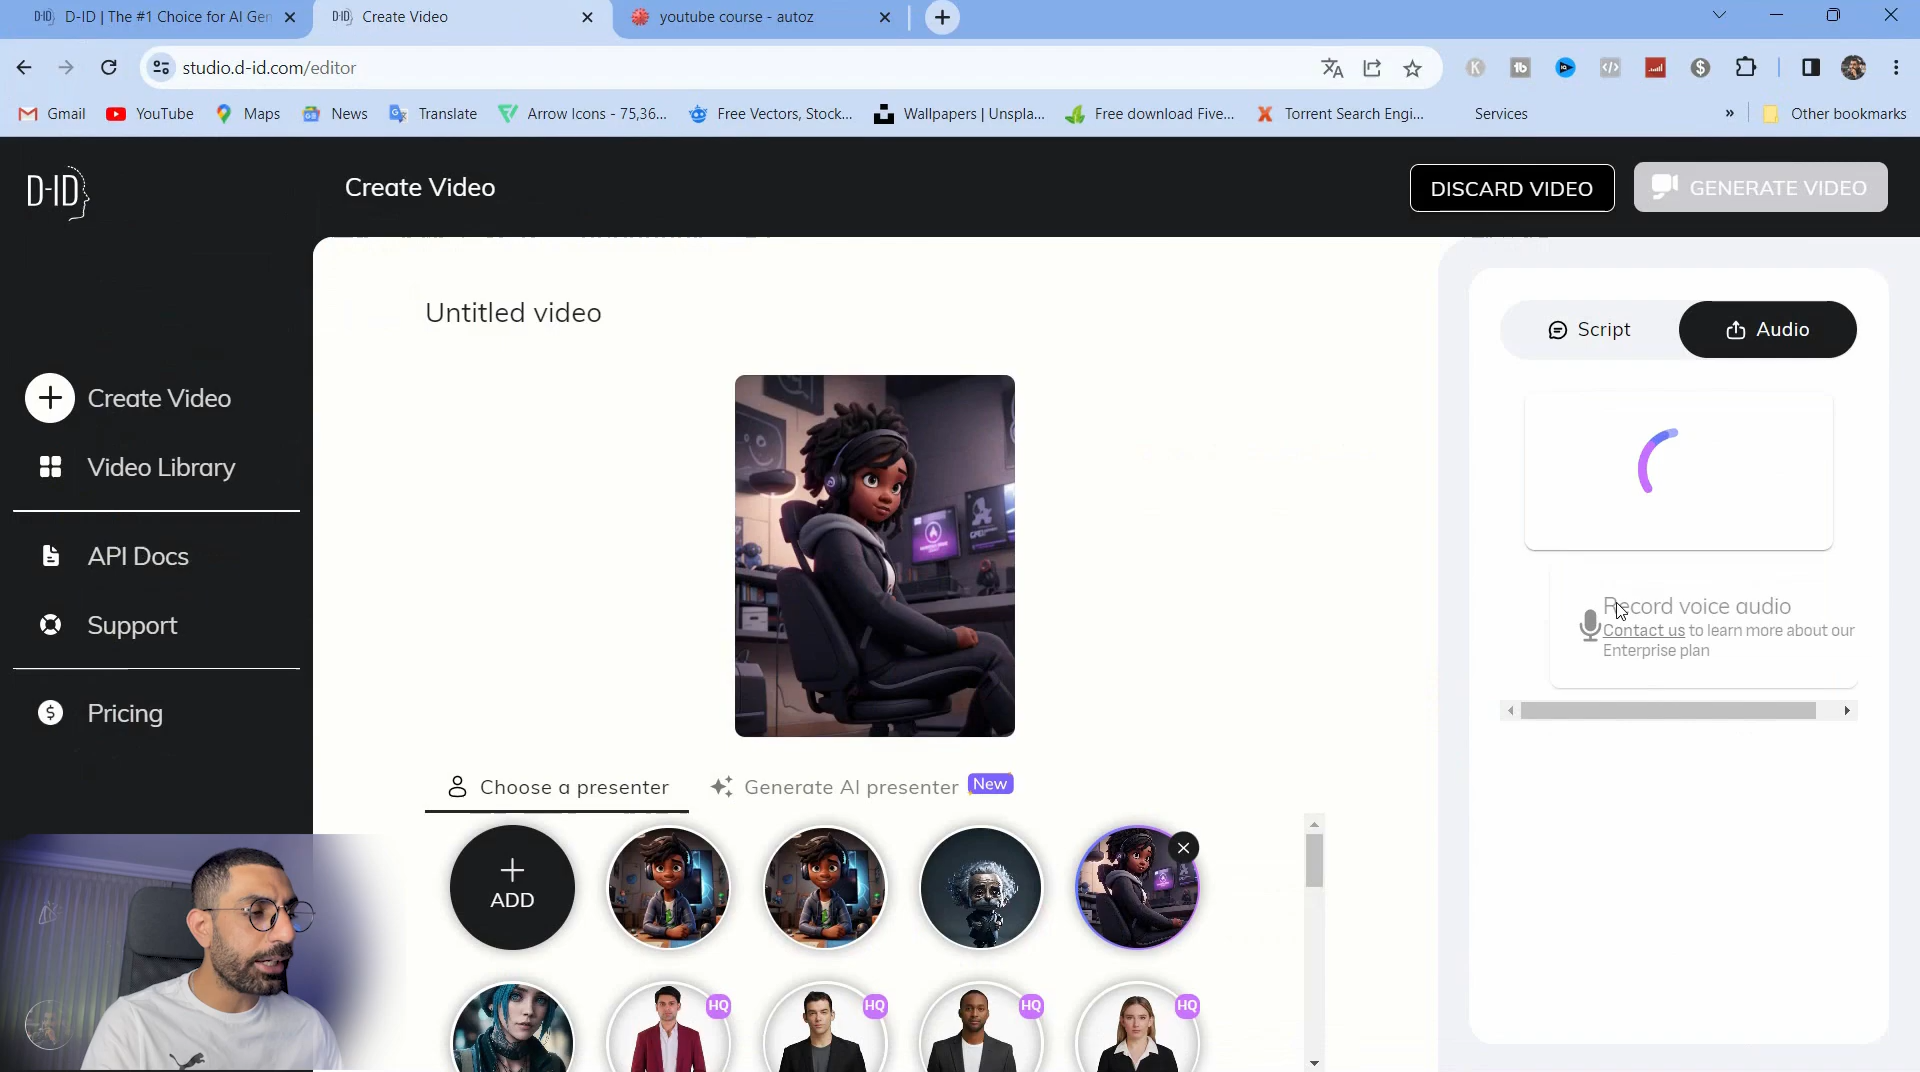 D-ID | The #1 Choice for AI Gen
Create Video
youtube course - autoz
studio.d-id.com/editor
Gmail
YouTube
Maps
News
Translate
Arrow Icons - 75,36...
Free Vectors, Stock...
Wallpapers | Unspla...
Free download Five...
Torrent Search Engi...
Services
»
Other bookmarks
D-ID
Create Video
DISCARD VIDEO
GENERATE VIDEO
Untitled video
Script
Audio
Create Video
Video Library
API Docs
Support
Pricing
Record voice audio
Contact us to learn more about our
Enterprise plan
Choose a presenter
Generate AI presenter
New
+
ADD
HQ
HQ
HQ
HQ